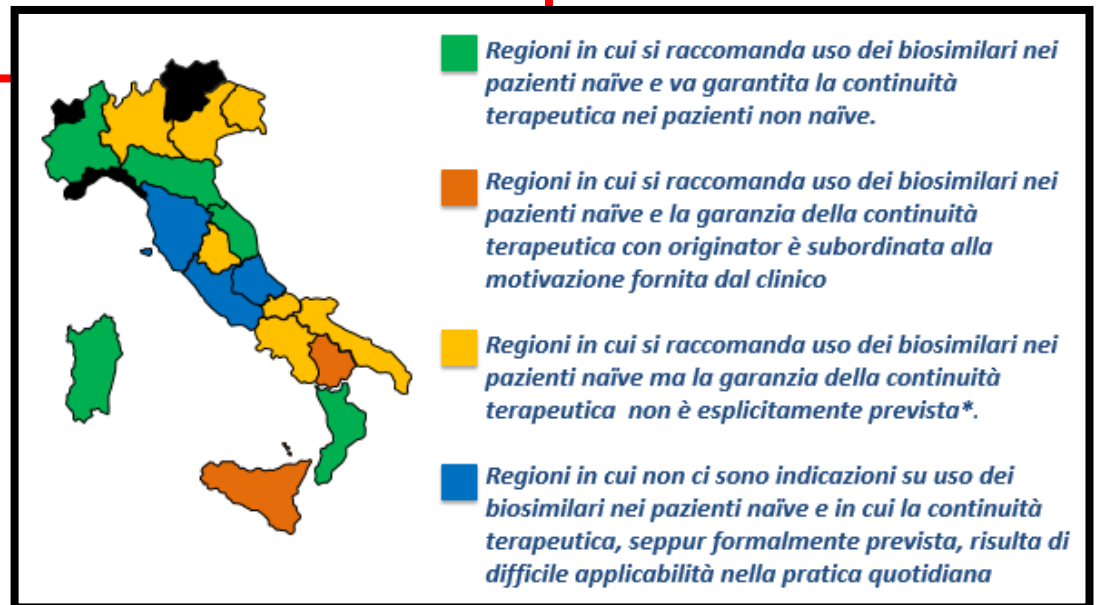 Regioni in cui si raccomanda uso dei biosimilari nei
pazienti naïve e va garantita la continuità
terapeutica nei pazienti non naïve.
Regioni in cui si raccomanda uso dei biosimilari nei
pazienti naïve e la garanzia della continuità
terapeutica con originator è subordinata alla
motivazione fornita dal clinico
Regioni in cui si raccomanda uso dei biosimilari nei
pazienti naïve ma la garanzia della continuità
terapeutica non è esplicitamente prevista*.
Regioni in cui non ci sono indicazioni su uso dei
biosimilari nei pazienti naïve e in cui la continuità
terapeutica, seppur formalmente prevista, risulta di
difficile applicabilità nella pratica quotidiana